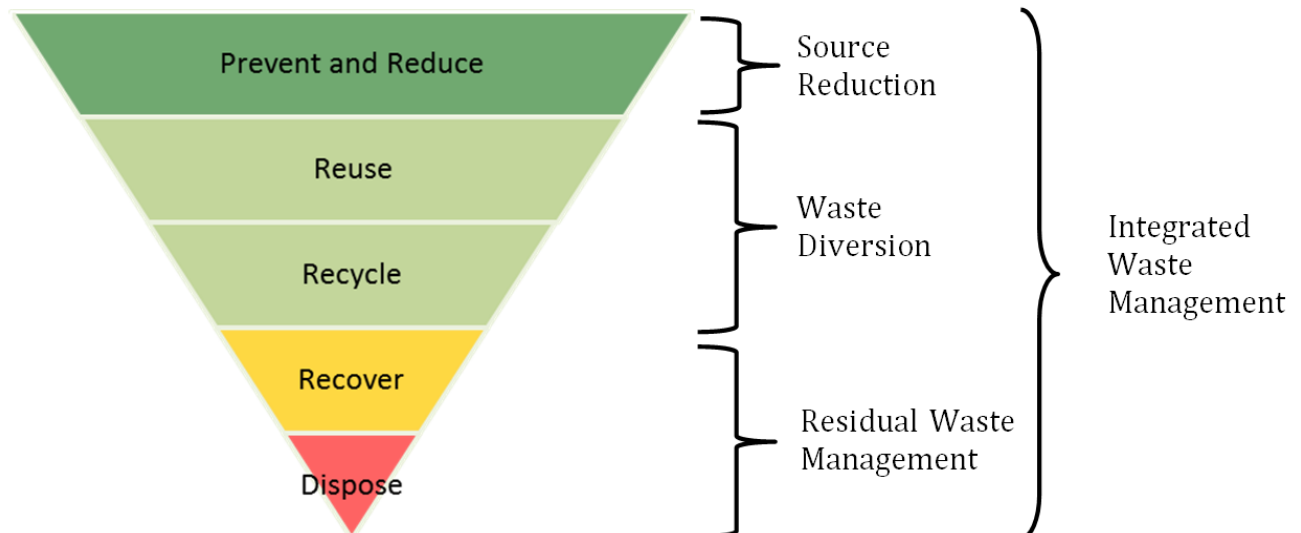 Prevent and Reduce
Reuse
Recycle
Recover
Dispose
Source
Reduction
Waste
Diversion
Residual Waste
Management
Integrated
Waste
Management